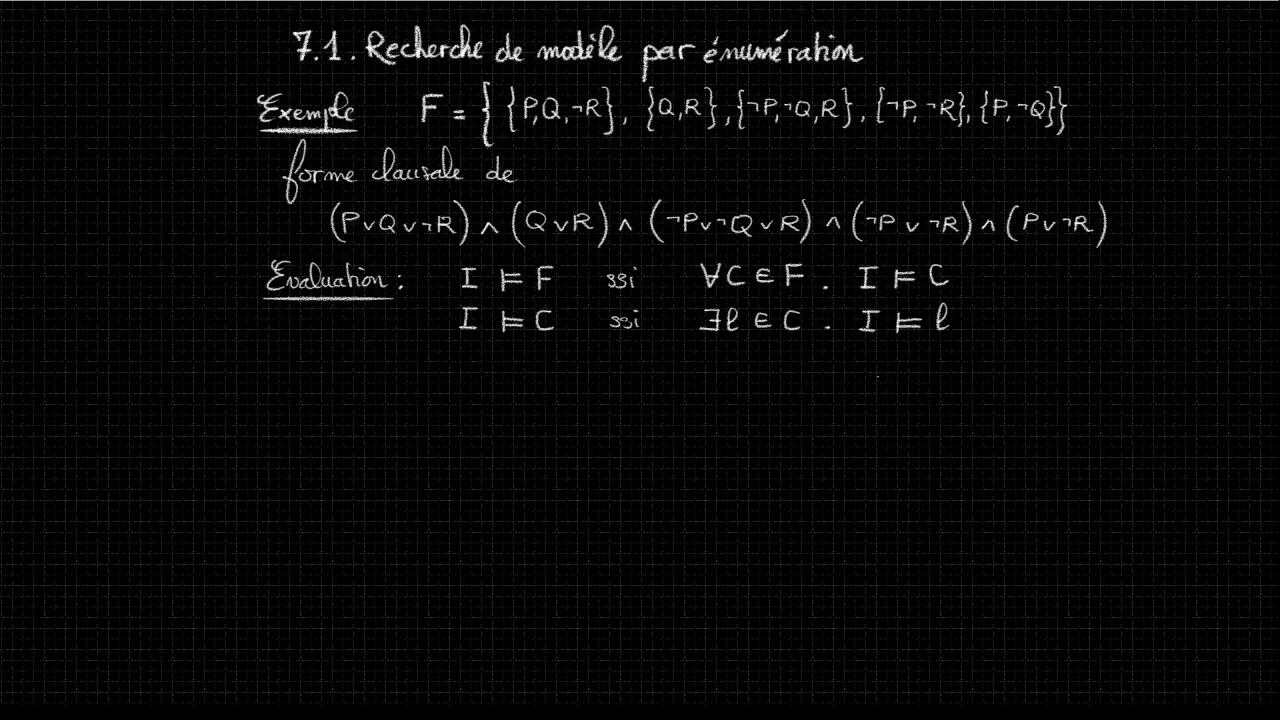 7.1. Recherche de modèle par énumération
Exemple F = { {P,Q,¬R}, {Q,R}, {¬P,¬Q,R}, {¬P,¬R}, {P,¬Q}}
forme clausale de
(P∨Q∨¬R) ∧ (Q∨R) ∧ (¬P∨¬Q∨R) ∧ (¬P∨¬R) ∧ (P∨¬R)
Evaluation : I ⊨ F ssi ∀C ∈ F . I ⊨ C
I ⊨ C ssi ∃ℓ ∈ C . I ⊨ ℓ